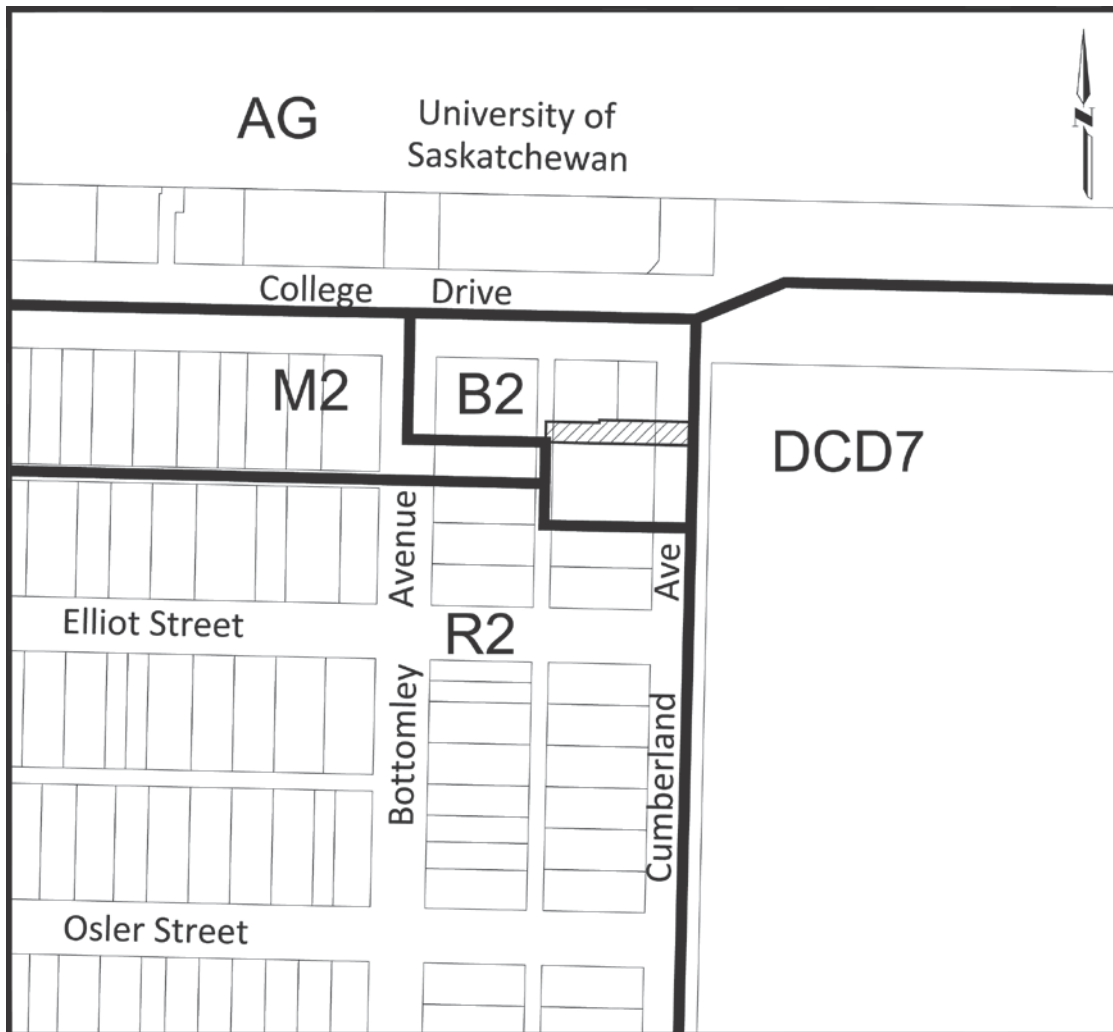 AG
University of
Saskatchewan
N
College Drive
M2
B2
DCD7
Avenue
Ave
Elliot Street
R2
Bottomley
Cumberland
Osler Street